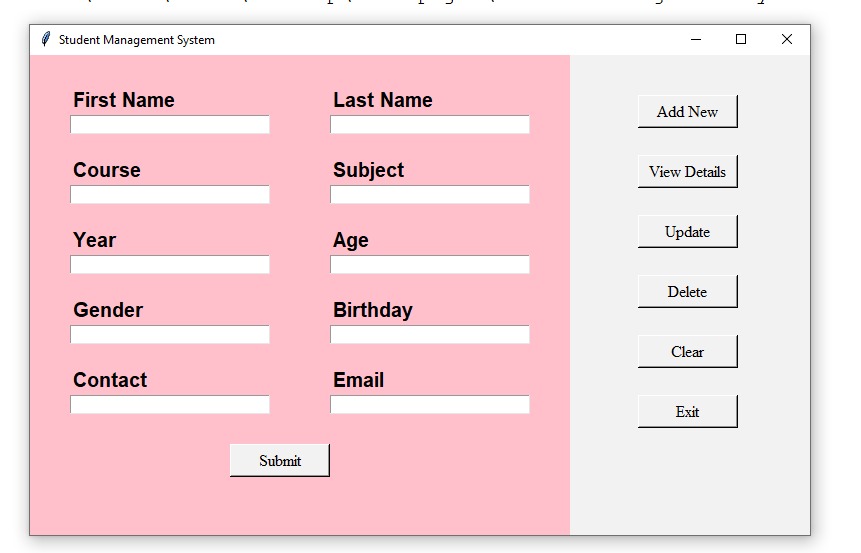 Student Management System
First Name Last Name
Course Subject
Year Age
Gender Birthday
Contact Email
Submit
Add New
View Details
Update
Delete
Clear
Exit